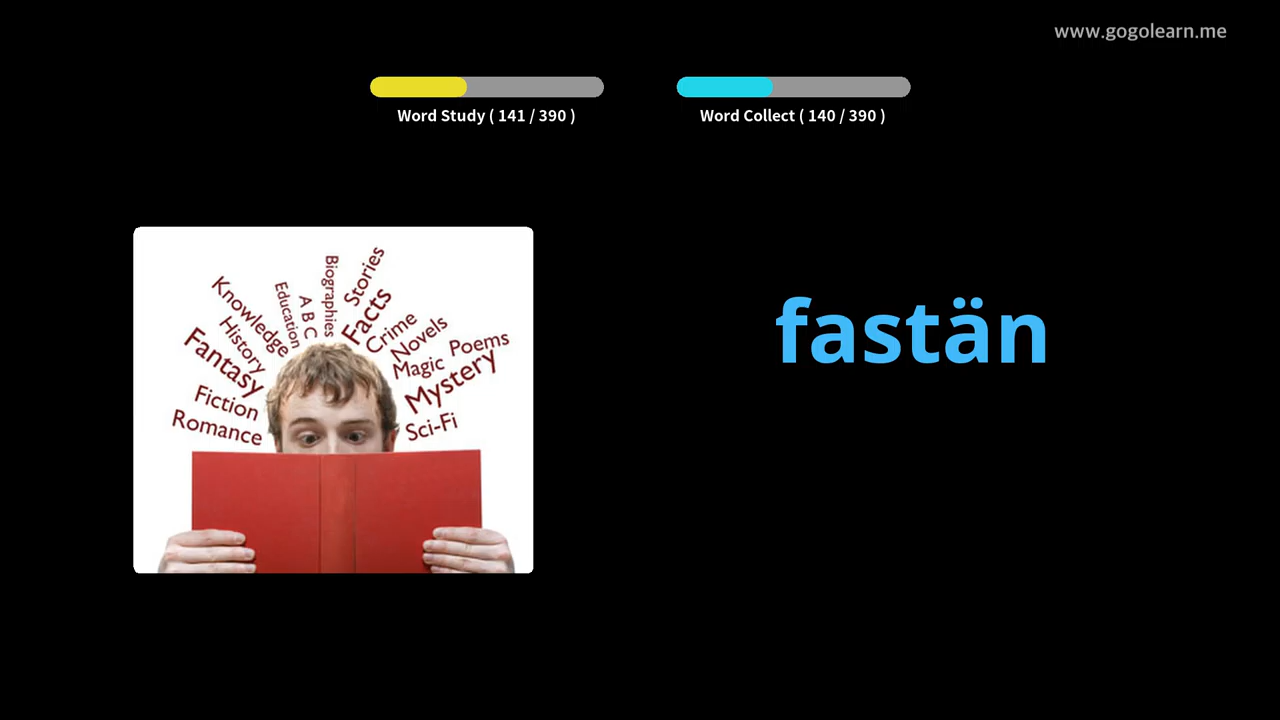 www.gogolearn.me
Word Study ( 141 / 390 )
Word Collect ( 140 / 390 )
fastän
Knowledge
History
Fantasy
Fiction
Romance
Education
A B C
Biographies
Stories
Facts
Crime
Novels
Magic
Poems
Mystery
Sci-Fi